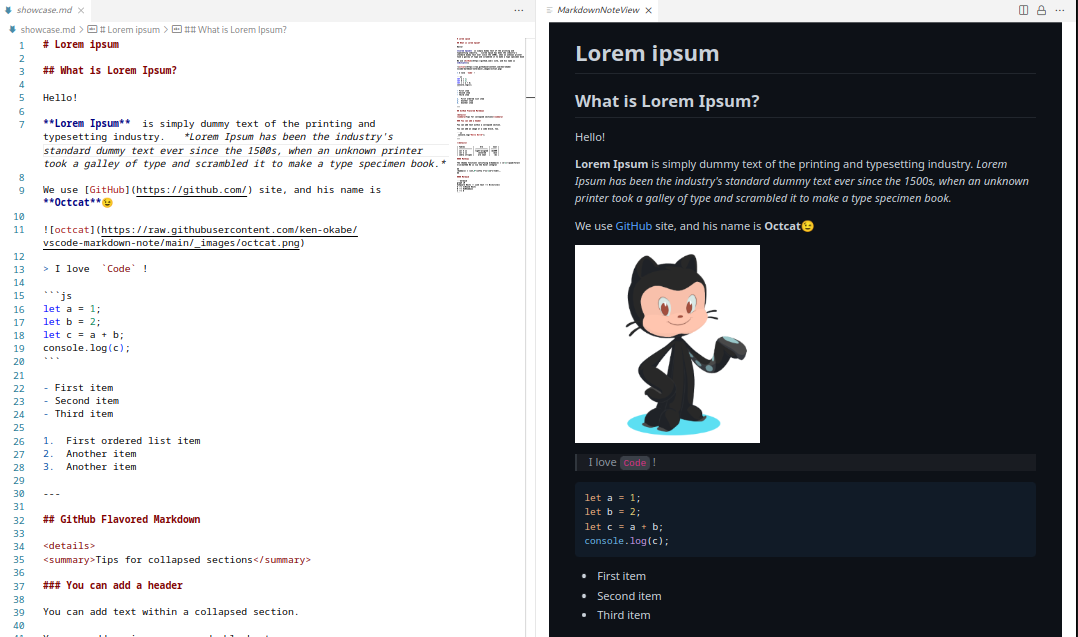 showcase.md
showcase.md > # Lorem ipsum > ## What is Lorem Ipsum?
1 # Lorem ipsum
2
3 ## What is Lorem Ipsum?
4
5 Hello!
6
7 **Lorem Ipsum**  is simply dummy text of the printing and
typesetting industry.   *Lorem Ipsum has been the industry's
standard dummy text ever since the 1500s, when an unknown printer
took a galley of type and scrambled it to make a type specimen book.*
8
9 We use [GitHub](https://github.com/) site, and his name is
**Octcat**😉
10
11 ![octcat](https://raw.githubusercontent.com/ken-okabe/
vscode-markdown-note/main/_images/octcat.png)
12
13 > I love  `Code` !
14
15 ```js
16 let a = 1;
17 let b = 2;
18 let c = a + b;
19 console.log(c);
20 ```
21
22 - First item
23 - Second item
24 - Third item
25
26 1.  First ordered list item
27 2.  Another item
28 3.  Another item
29
30 ---
31
32 ## GitHub Flavored Markdown
33
34 <details>
35 <summary>Tips for collapsed sections</summary>
36
37 ### You can add a header
38
39 You can add text within a collapsed section.
40
MarkdownNoteView
Lorem ipsum
What is Lorem Ipsum?
Hello!
Lorem Ipsum is simply dummy text of the printing and typesetting industry. Lorem
Ipsum has been the industry's standard dummy text ever since the 1500s, when an unknown
printer took a galley of type and scrambled it to make a type specimen book.
We use GitHub site, and his name is Octcat😉
I love Code !
let a = 1;
let b = 2;
let c = a + b;
console.log(c);
• First item
• Second item
• Third item